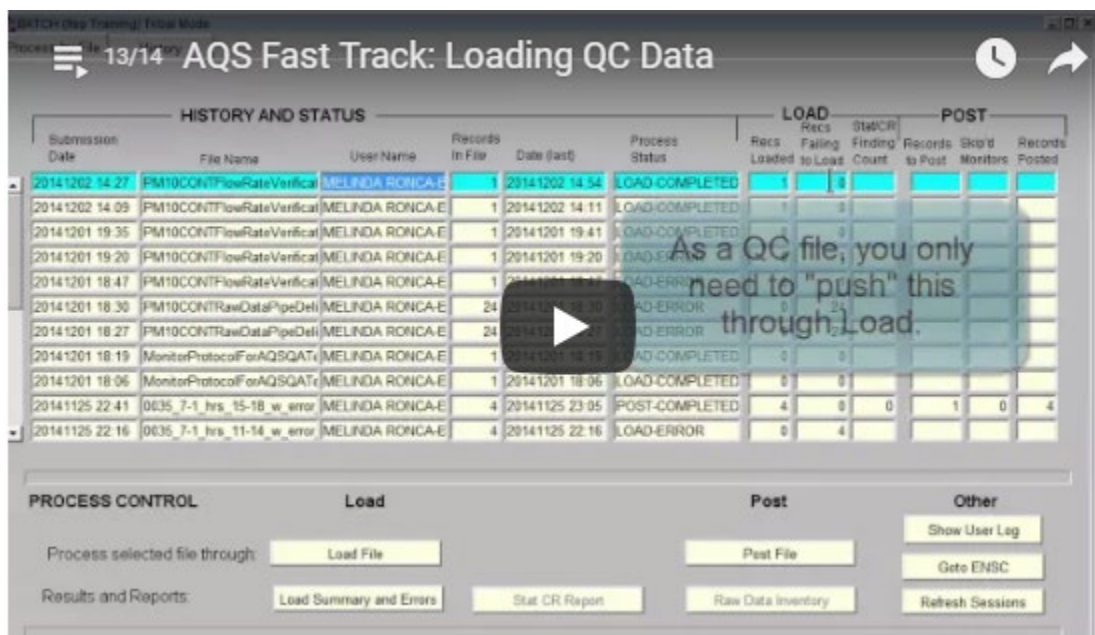 BATCH (aqs Training) Tribal Mode
History
13/14 AQS Fast Track: Loading QC Data
HISTORY AND STATUS LOAD POST
Submission Date File Name User Name Records In File Date (last) Process Status Recs Loaded Recs Failing to Load Stat/CR Finding Count Records to Post Skip'd Monitors Records Posted
20141202 14:27 PM10CONTFlowRateVerificat MELINDA RONCA-E 1 20141202 14:54 LOAD-COMPLETED 1 0
20141202 14:09 PM10CONTFlowRateVerificat MELINDA RONCA-E 1 20141202 14:11 LOAD-COMPLETED
20141201 19:35 PM10CONTFlowRateVerificat MELINDA RONCA-E 1 20141201 19:41
20141201 19:20 PM10CONTFlowRateVerificat MELINDA RONCA-E 1 20141201 19:20
20141201 18:47 PM10CONTFlowRateVerificat MELINDA RONCA-E 1
20141201 18:30 PM10CONTRawDataPipeDeli MELINDA RONCA-E 24
20141201 18:27 PM10CONTRawDataPipeDeli MELINDA RONCA-E 24
20141201 18:19 MonitorProtocolForAQSQATe MELINDA RONCA-E 1
20141201 18:06 MonitorProtocolForAQSQATe MELINDA RONCA-E 1 20141201 18:06 LOAD-COMPLETED 0 0
20141125 22:41 0035_7-1_hrs_15-18_w_error MELINDA RONCA-E 4 20141125 23:05 POST-COMPLETED 4 0 0 1 0 4
20141125 22:16 0035_7-1_hrs_11-14_w_error MELINDA RONCA-E 4 20141125 22:16 LOAD-ERROR 0 4
As a QC file, you only
need to "push" this
through Load.
PROCESS CONTROL Load Post Other
Show User Log
Process selected file through: Load File Post File
Goto ENSC
Results and Reports: Load Summary and Errors Stat CR Report Raw Data Inventory Refresh Sessions